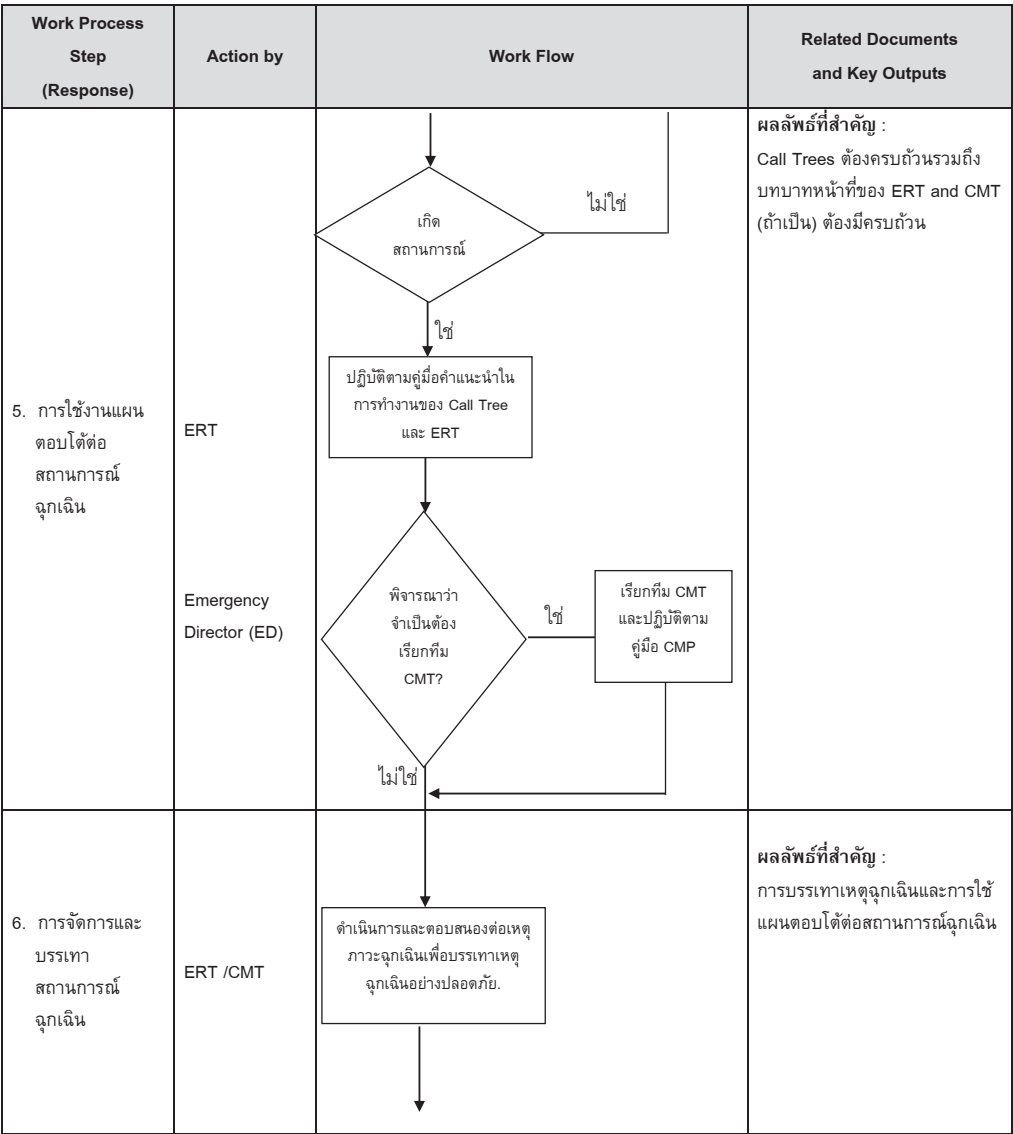 Work Process
Step
(Response)
Action by
Work Flow
Related Documents
and Key Outputs
ผลลัพธ์ที่สำคัญ :
Call Trees ต้องครบถ้วนรวมถึง
บทบาทหน้าที่ของ ERT and CMT
(ถ้าเป็น) ต้องมีครบถ้วน
เกิด
สถานการณ์
ไม่ใช่
ใช่
5. การใช้งานแผน
ตอบโต้ต่อ
สถานการณ์
ฉุกเฉิน
ERT
ปฏิบัติตามคู่มือคำแนะนำใน
การทำงานของ Call Tree
และ ERT
Emergency
Director (ED)
พิจารณาว่า
จำเป็นต้อง
เรียกทีม
CMT?
ใช่
เรียกทีม CMT
และปฏิบัติตาม
คู่มือ CMP
ไม่ใช่
6. การจัดการและ
บรรเทา
สถานการณ์
ฉุกเฉิน
ERT /CMT
ดำเนินการและตอบสนองต่อเหตุ
ภาวะฉุกเฉินเพื่อบรรเทาเหตุ
ฉุกเฉินอย่างปลอดภัย.
ผลลัพธ์ที่สำคัญ :
การบรรเทาเหตุฉุกเฉินและการใช้
แผนตอบโต้ต่อสถานการณ์ฉุกเฉิน